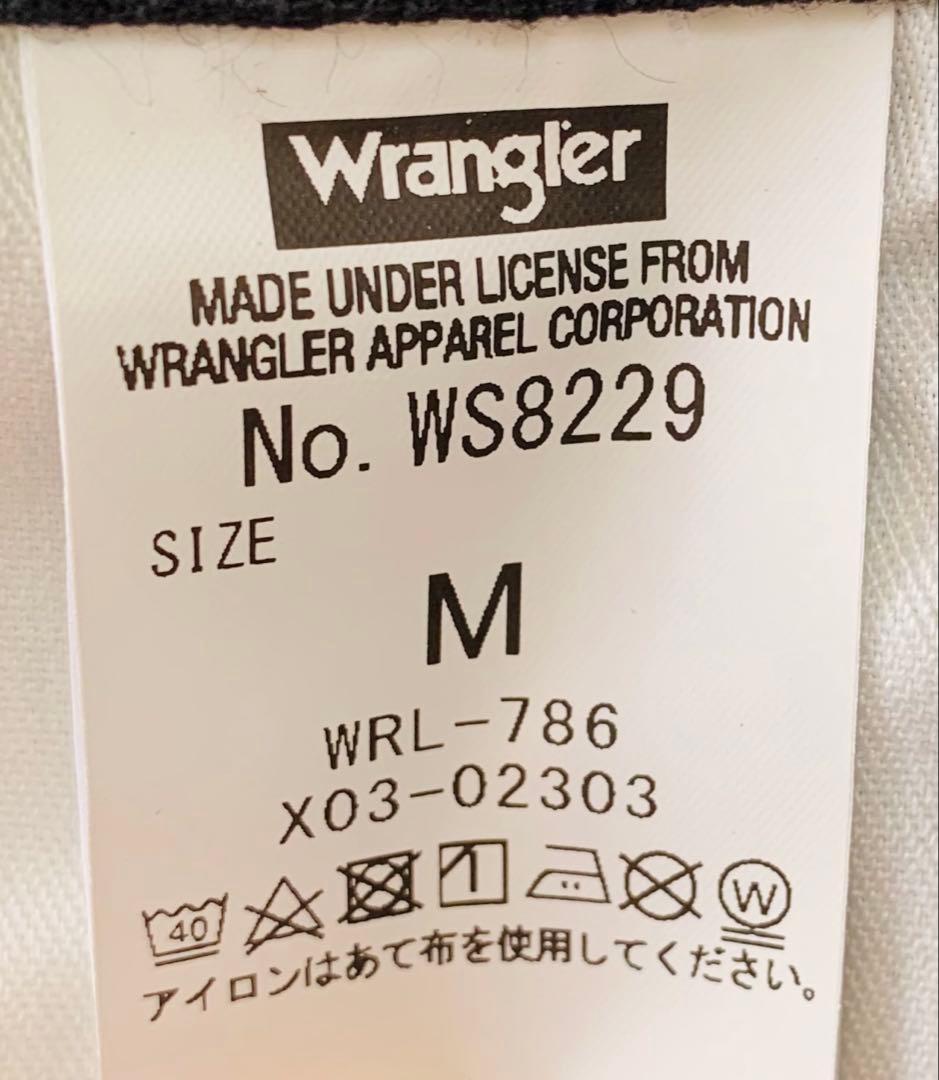 Wrangler
MADE UNDER LICENSE FROM
WRANGLER APPAREL CORPORATION
No. WS8229
SIZE
M
WRL-786
X03-02303
40 W
アイロンはあて布を使用してください。